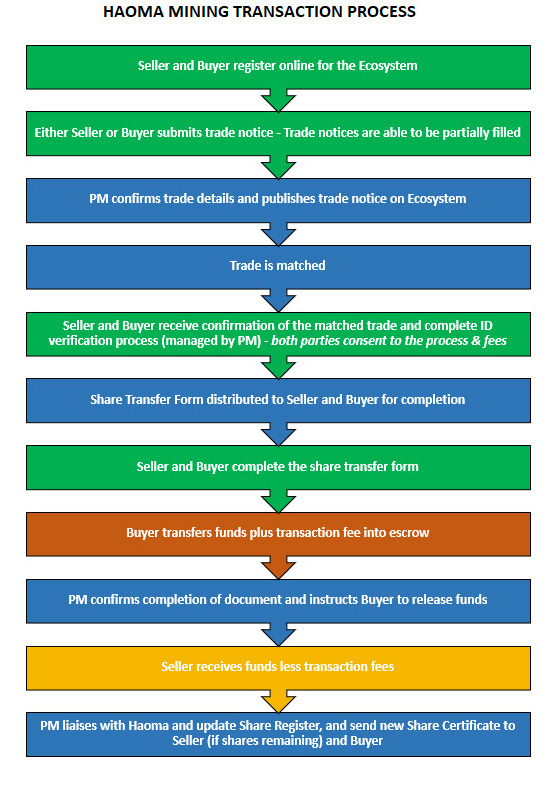 HAOMA MINING TRANSACTION PROCESS
Seller and Buyer register online for the Ecosystem
Either Seller or Buyer submits trade notice - Trade notices are able to be partially filled
PM confirms trade details and publishes trade notice on Ecosystem
Trade is matched
Seller and Buyer receive confirmation of the matched trade and complete ID
verification process (managed by PM) - both parties consent to the process & fees
Share Transfer Form distributed to Seller and Buyer for completion
Seller and Buyer complete the share transfer form
Buyer transfers funds plus transaction fee into escrow
PM confirms completion of document and instructs Buyer to release funds
Seller receives funds less transaction fees
PM liaises with Haoma and update Share Register, and send new Share Certificate to
Seller (if shares remaining) and Buyer